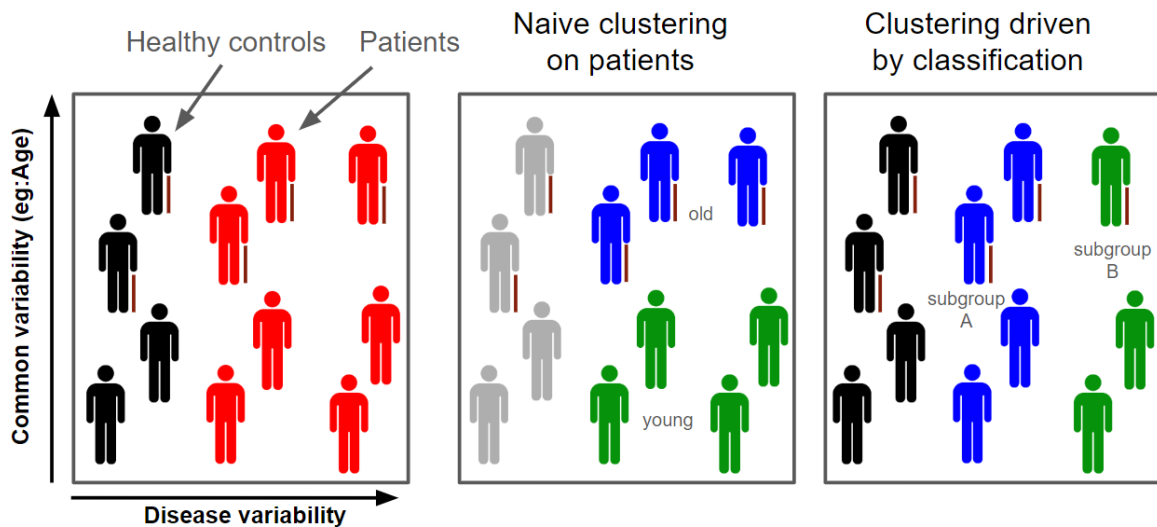 Healthy controls
Patients
Naive clustering
on patients
Clustering driven
by classification
Common variability (eg:Age)
old
young
subgroup
B
subgroup
A
Disease variability